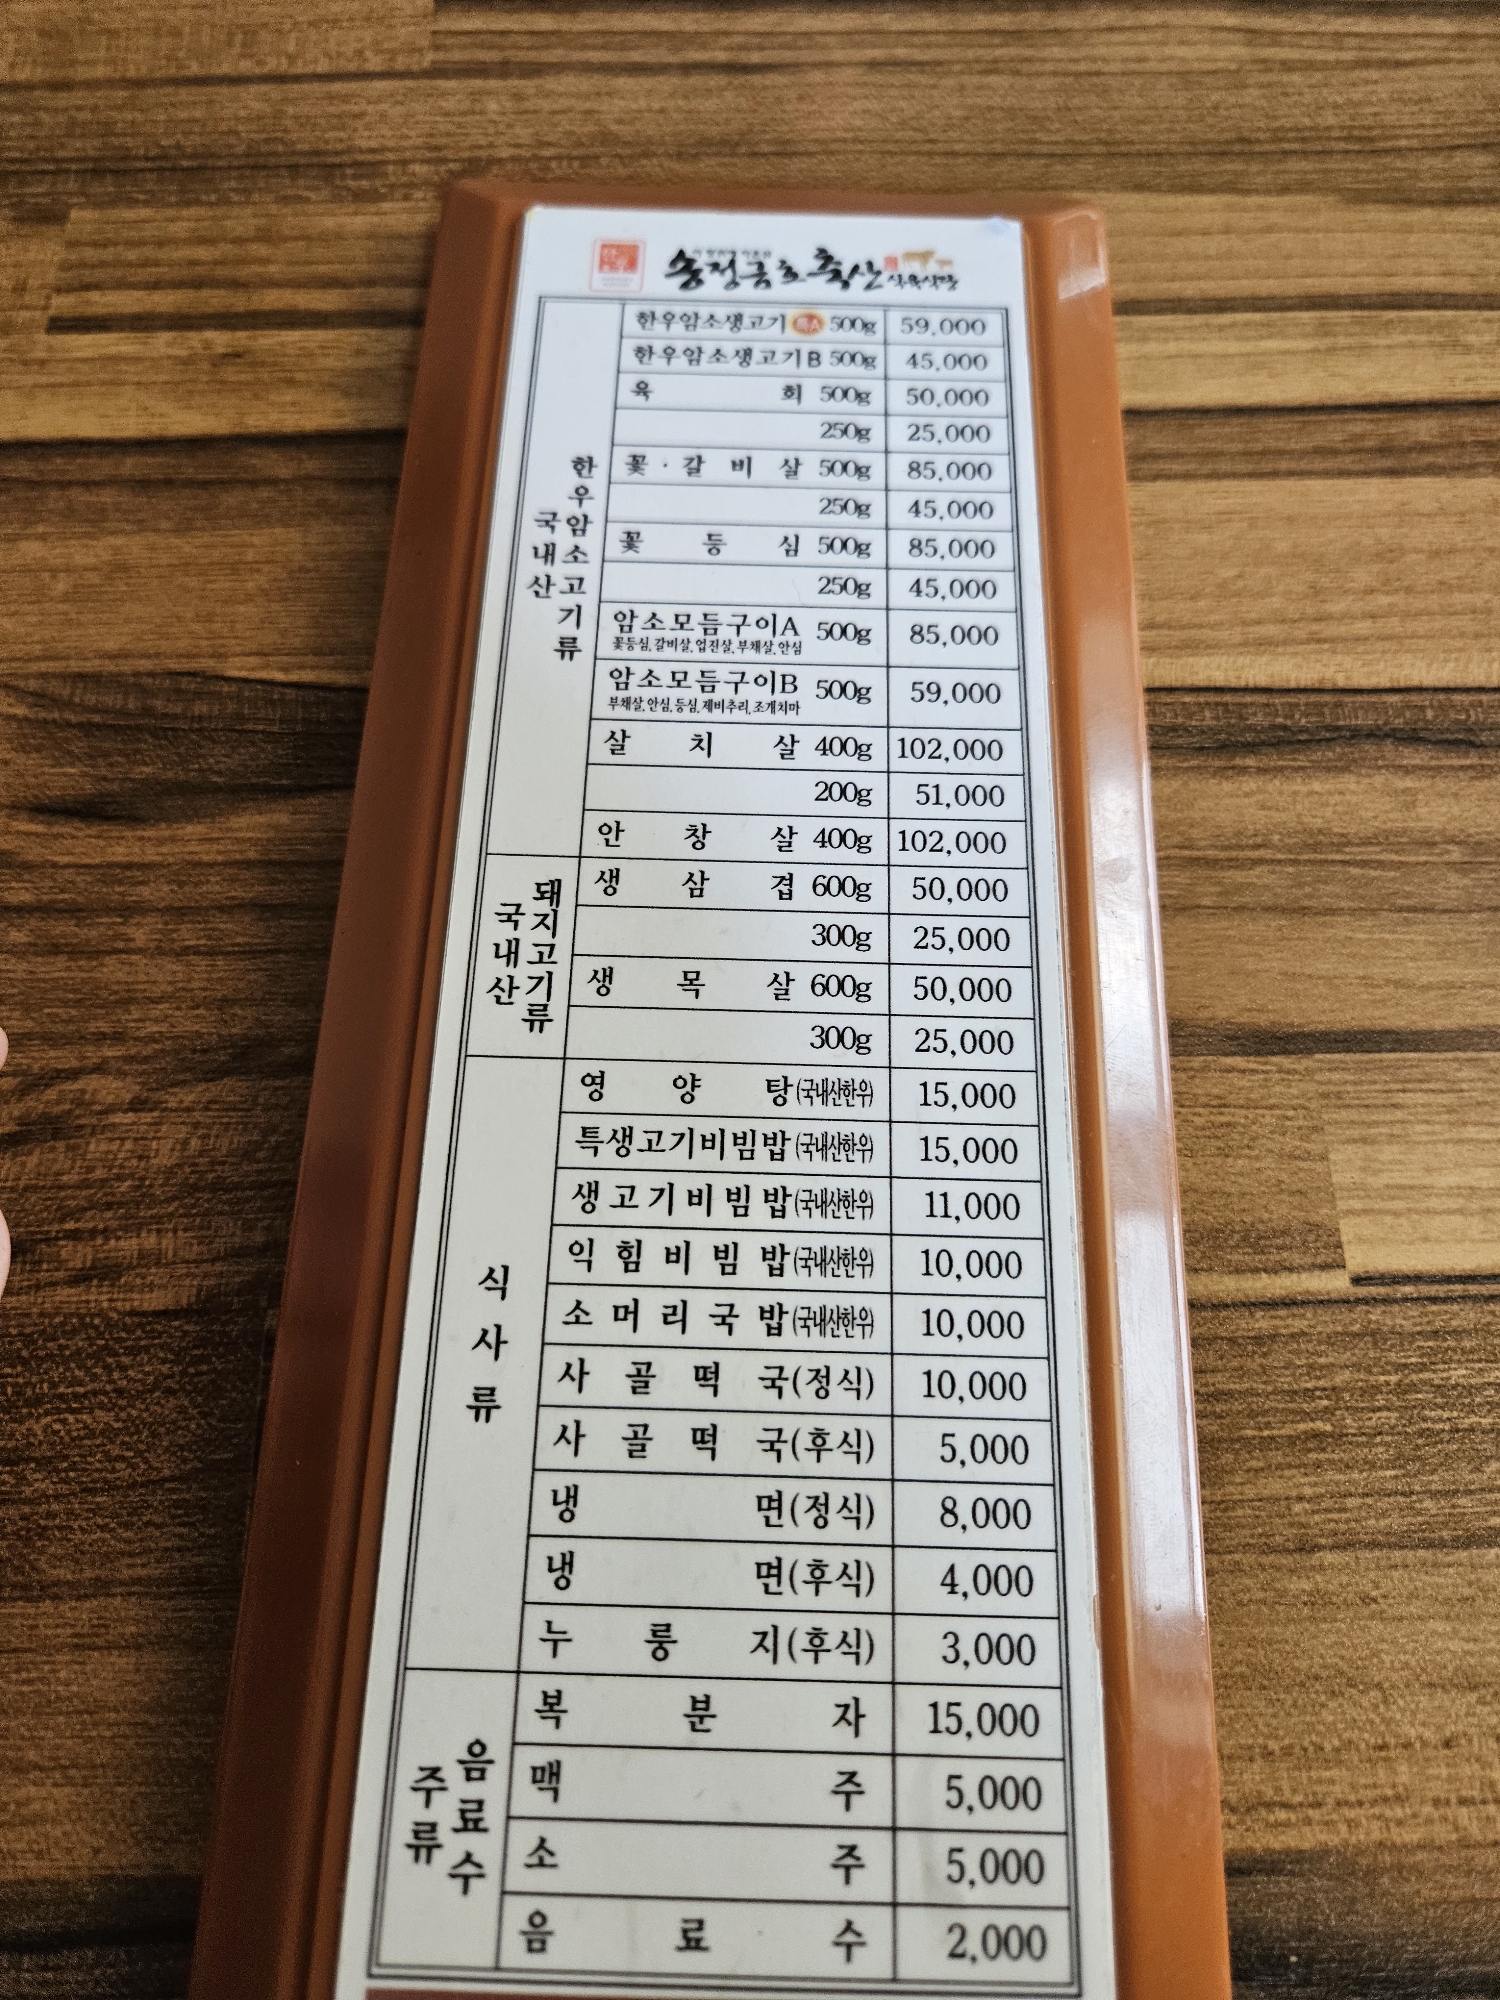 송정금호축산 식육식당
한우암소고기류
국내산
한우암소생고기 특A 500g 59,000
한우암소생고기B 500g 45,000
육 회 500g 50,000
250g 25,000
꽃·갈 비 살 500g 85,000
250g 45,000
꽃 등 심 500g 85,000
250g 45,000
암소모듬구이A 500g 85,000
꽃등심,갈비살,업진살,부채살,안심
암소모듬구이B 500g 59,000
부채살,안심,등심,제비추리,조개치마
살 치 살 400g 102,000
200g 51,000
안 창 살 400g 102,000
돼지고기류
국내산
생 삼 겹 600g 50,000
300g 25,000
생 목 살 600g 50,000
300g 25,000
식사류
영 양 탕(국내산한우) 15,000
특생고기비빔밥(국내산한우) 15,000
생고기비빔밥(국내산한우) 11,000
익힘비빔밥(국내산한우) 10,000
소머리국밥(국내산한우) 10,000
사 골 떡 국(정식) 10,000
사 골 떡 국(후식) 5,000
냉 면(정식) 8,000
냉 면(후식) 4,000
누 룽 지(후식) 3,000
음료수
주류
복 분 자 15,000
맥 주 5,000
소 주 5,000
음 료 수 2,000